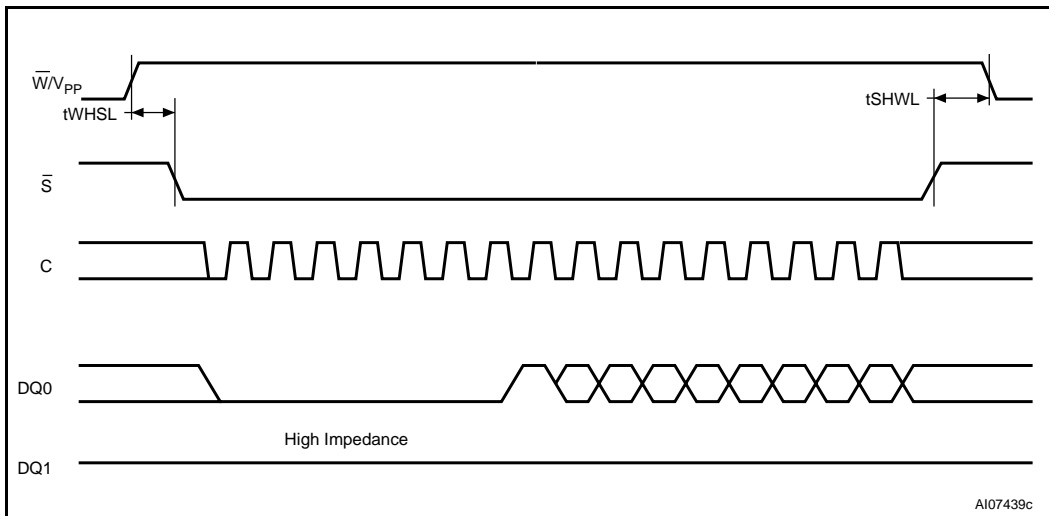 W̅/VPP
tWHSL
tSHWL
S̅
C
DQ0
High Impedance
DQ1
AI07439c